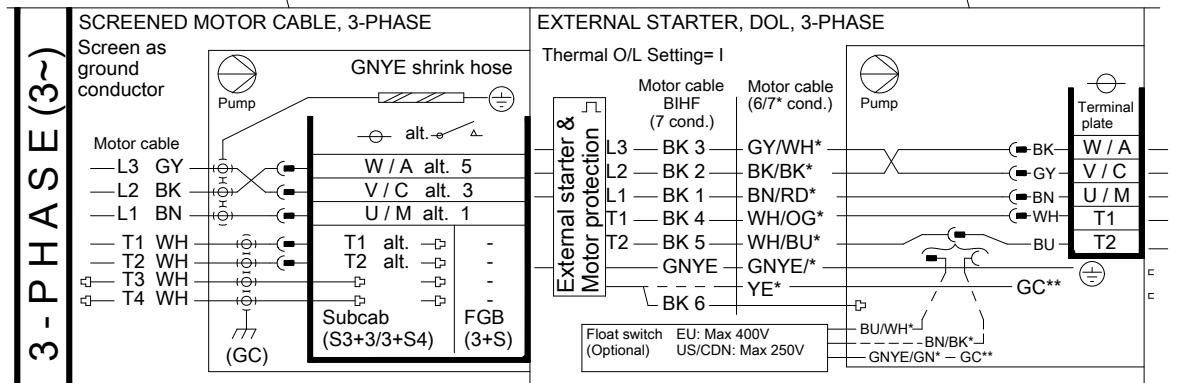 3 - P H A S E (3~)
SCREENED MOTOR CABLE, 3-PHASE
Screen as
ground
conductor
Pump
GNYE shrink hose
alt.
Motor cable
L3 GY W / A alt. 5
L2 BK V / C alt. 3
L1 BN U / M alt. 1
T1 WH T1 alt. -
T2 WH T2 alt. -
T3 WH -
T4 WH -
(GC)
Subcab FGB
(S3+3/3+S4) (3+S)
EXTERNAL STARTER, DOL, 3-PHASE
Thermal O/L Setting= I
Motor cable
BIHF
(7 cond.)
Motor cable
(6/7* cond.)
Pump
Terminal
plate
External starter &
Motor protection
L3 BK 3 GY/WH* BK W / A
L2 BK 2 BK/BK* GY V / C
L1 BK 1 BN/RD* BN U / M
T1 BK 4 WH/OG* WH T1
T2 BK 5 WH/BU* BU T2
GNYE GNYE/*
YE* GC**
BK 6
Float switch EU: Max 400V
(Optional) US/CDN: Max 250V
BU/WH*
BN/BK*
GNYE/GN* GC**